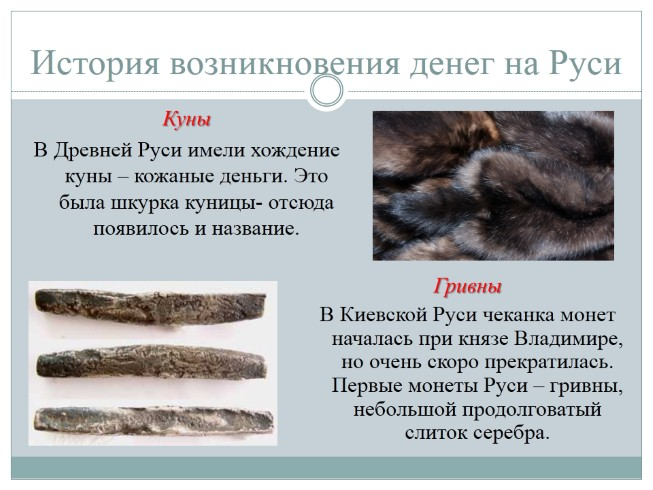 История возникновения денег на Руси
Куны
В Древней Руси имели хождение
куны – кожаные деньги. Это
была шкурка куницы- отсюда
появилось и название.
Гривны
В Киевской Руси чеканка монет
началась при князе Владимире,
но очень скоро прекратилась.
Первые монеты Руси – гривны,
небольшой продолговатый
слиток серебра.